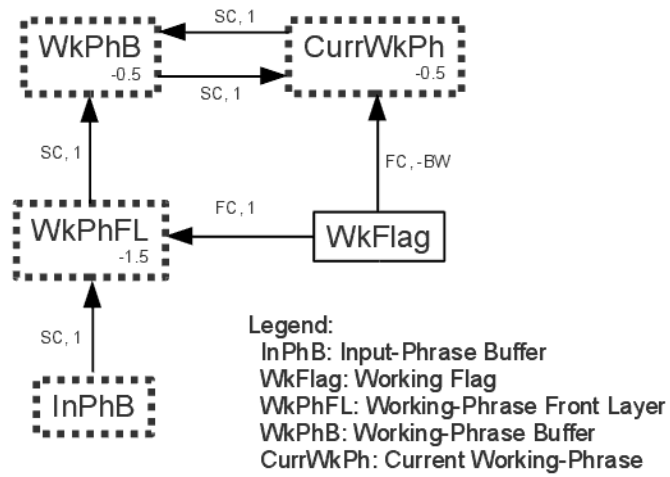 SC, 1
WkPhB
-0.5
CurrWkPh
-0.5
SC, 1
SC, 1
FC, -BW
WkPhFL
-1.5
FC, 1
WkFlag
SC, 1
InPhB
Legend:
InPhB: Input-Phrase Buffer
WkFlag: Working Flag
WkPhFL: Working-Phrase Front Layer
WkPhB: Working-Phrase Buffer
CurrWkPh: Current Working-Phrase